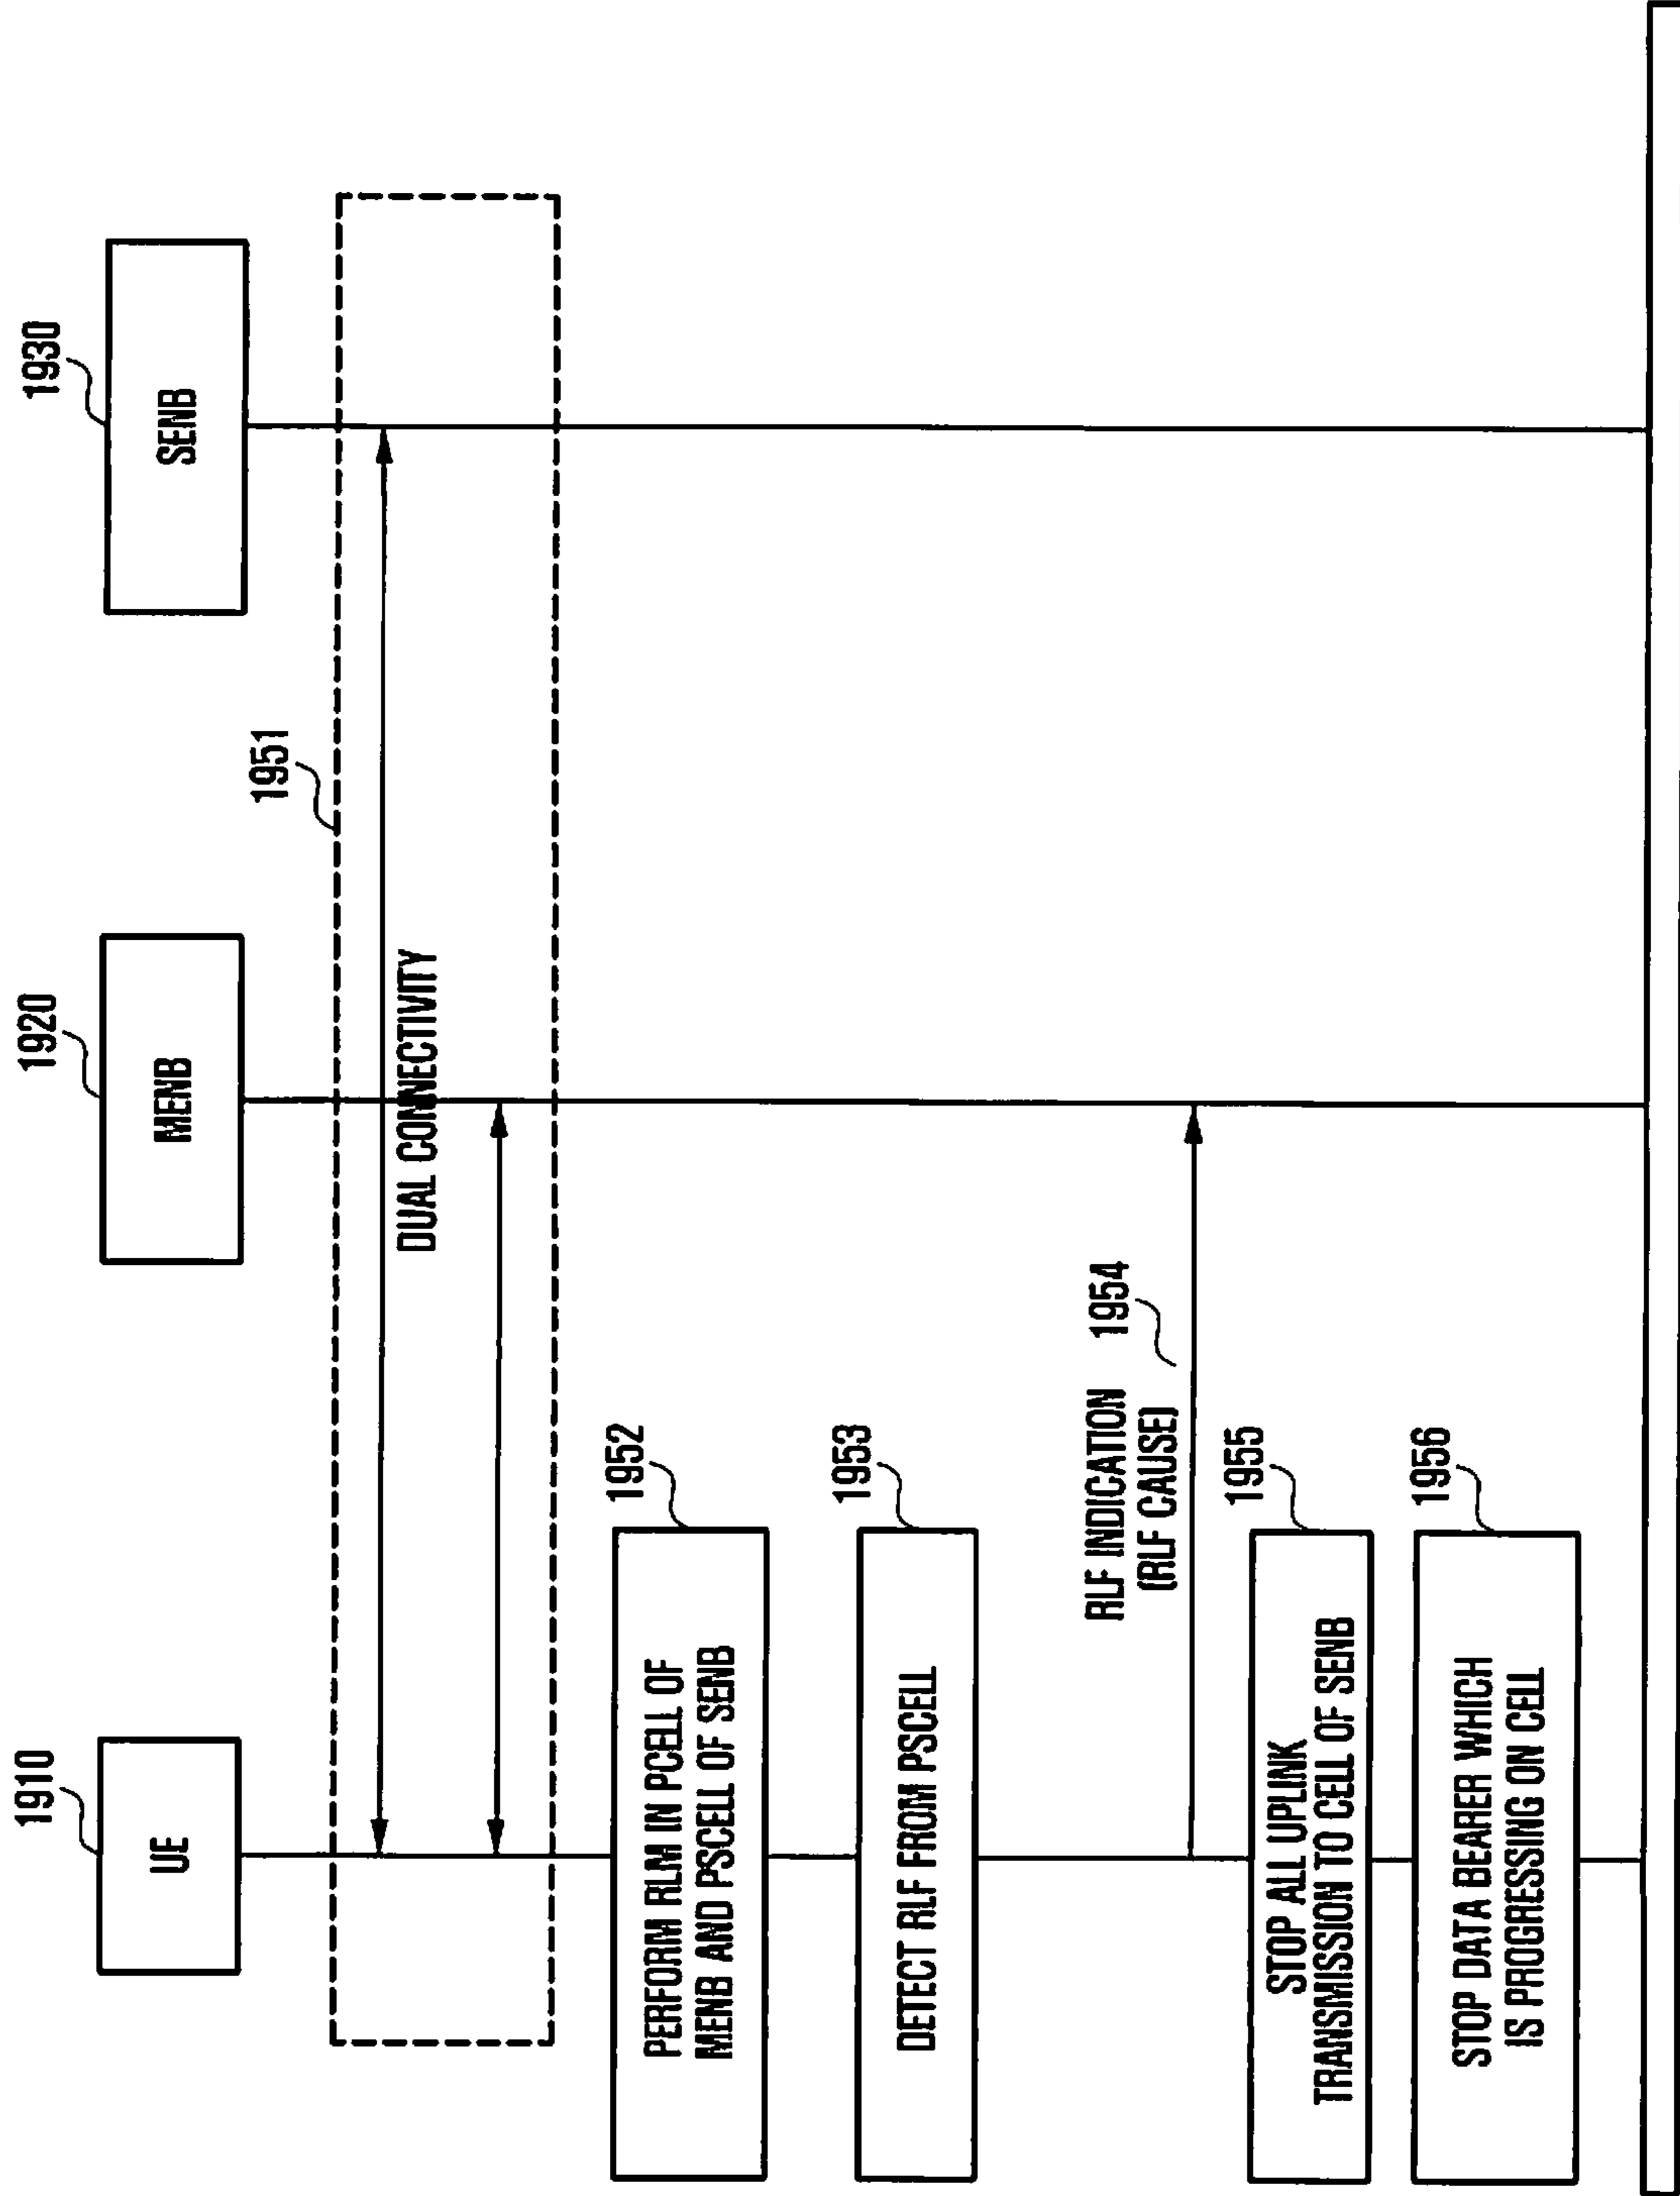 1910
UE
1920
MENB
1930
SENB
1951
DUAL CONNECTIVITY
1952
PERFORM RLM IN PCELL OF
MENB AND PSCELL OF SENB
1953
DETECT RLF FROM PSCELL
RLF INDICATION
(RLF CAUSE)
1954
1955
STOP ALL UPLINK
TRANSMISSION TO CELL OF SENB
1956
STOP DATA BEARER WHICH
IS PROGRESSING ON CELL